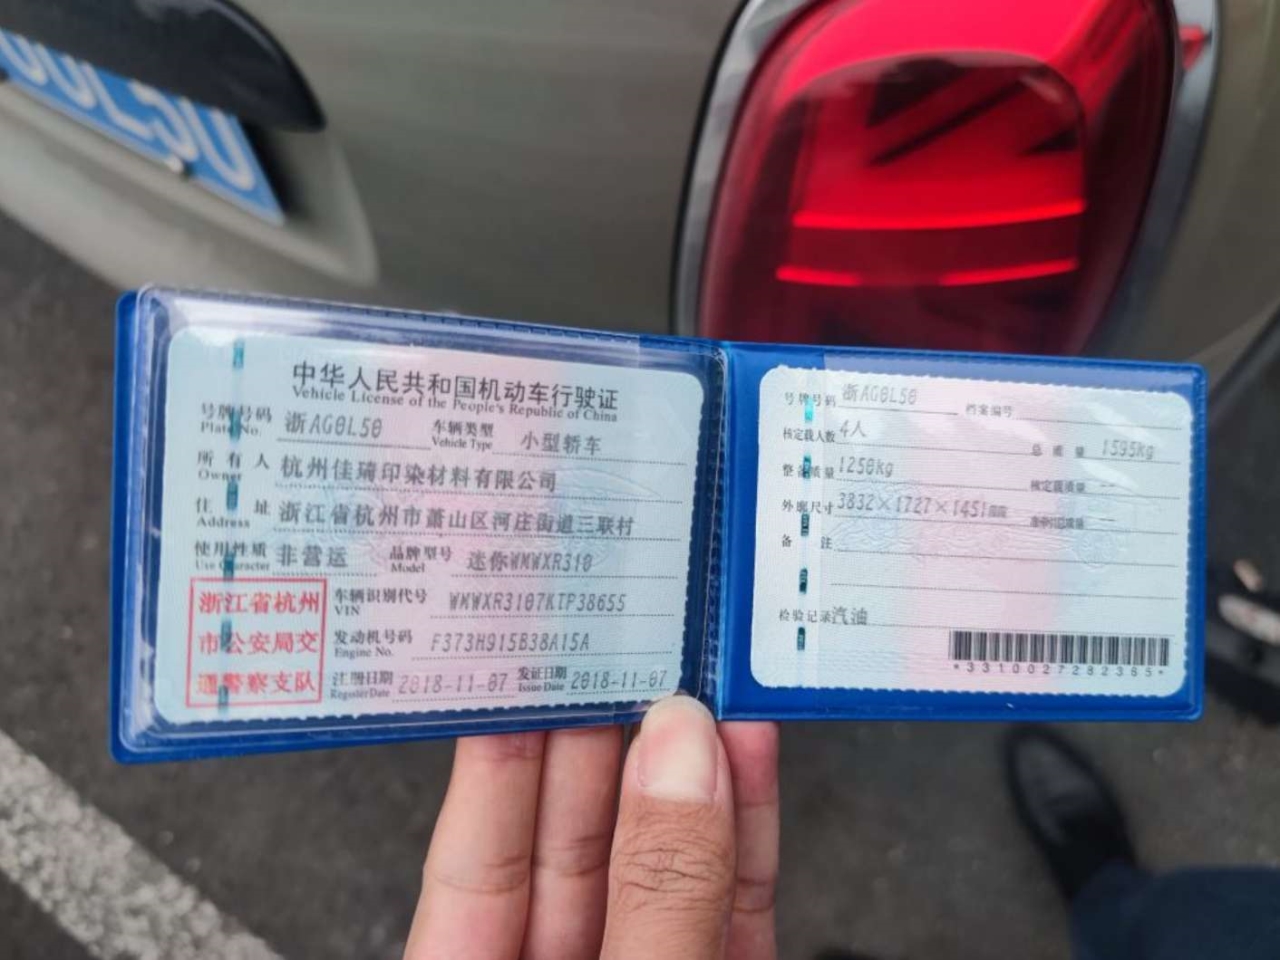 0L50
中华人民共和国机动车行驶证
Vehicle License of the People's Republic of China
号牌号码 浙AG0L50 车辆类型 小型轿车
Plate No. Vehicle Type
所有人 杭州佳瑞印染材料有限公司
Owner
住址 浙江省杭州市萧山区河庄街道三联村
Address
使用性质 非营运 品牌型号 迷你WMWXR310
Use Character Model
浙江省杭州
市公安局交
通警察支队
车辆识别代号 WMWXR3107KTP38655
VIN
发动机号码 F373H915B38A15A
Engine No.
注册日期 2018-11-07 发证日期 2018-11-07
Register Date Issue Date
号牌号码 浙AG0L50 档案编号
核定载人数 4人 总质量 1595kg
整备质量 1250kg 核定载质量 --
外廓尺寸 3832×1727×1451mm --
备注
检验记录 汽油
*3310027282365*